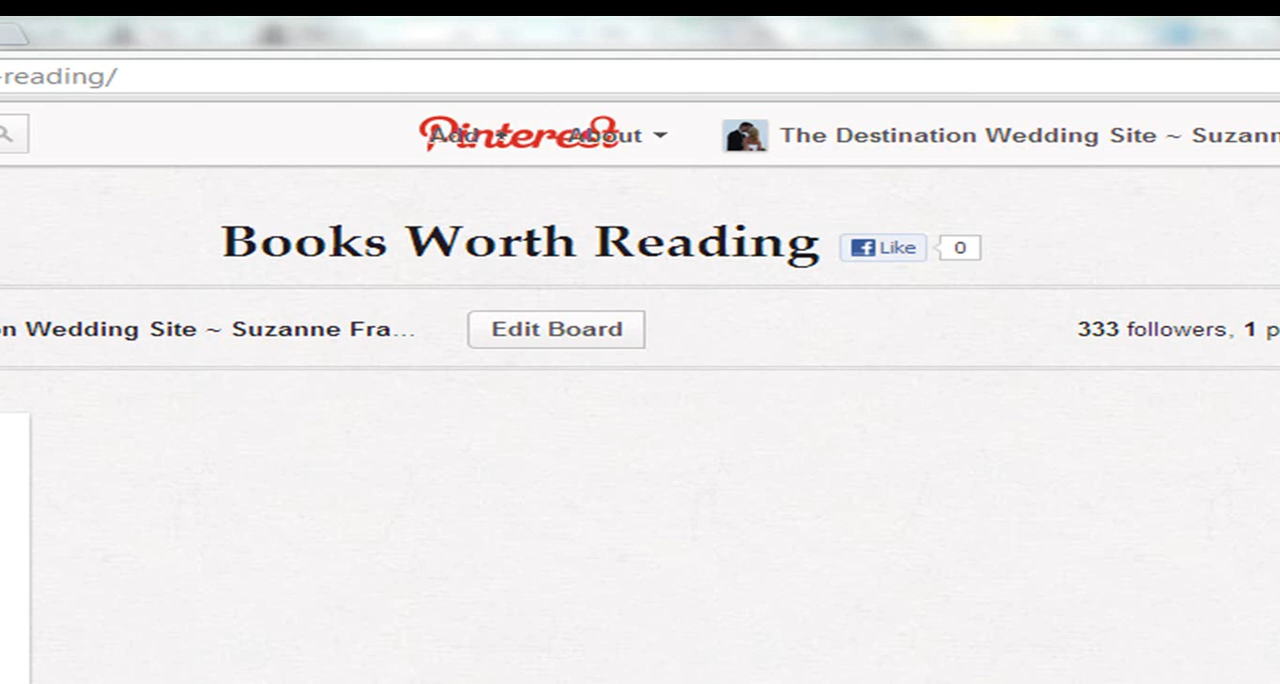 -reading/
Add Pinterest About
The Destination Wedding Site ~ Suzann
Books Worth Reading
Like 0
n Wedding Site ~ Suzanne Fra...
Edit Board
333 followers, 1 p